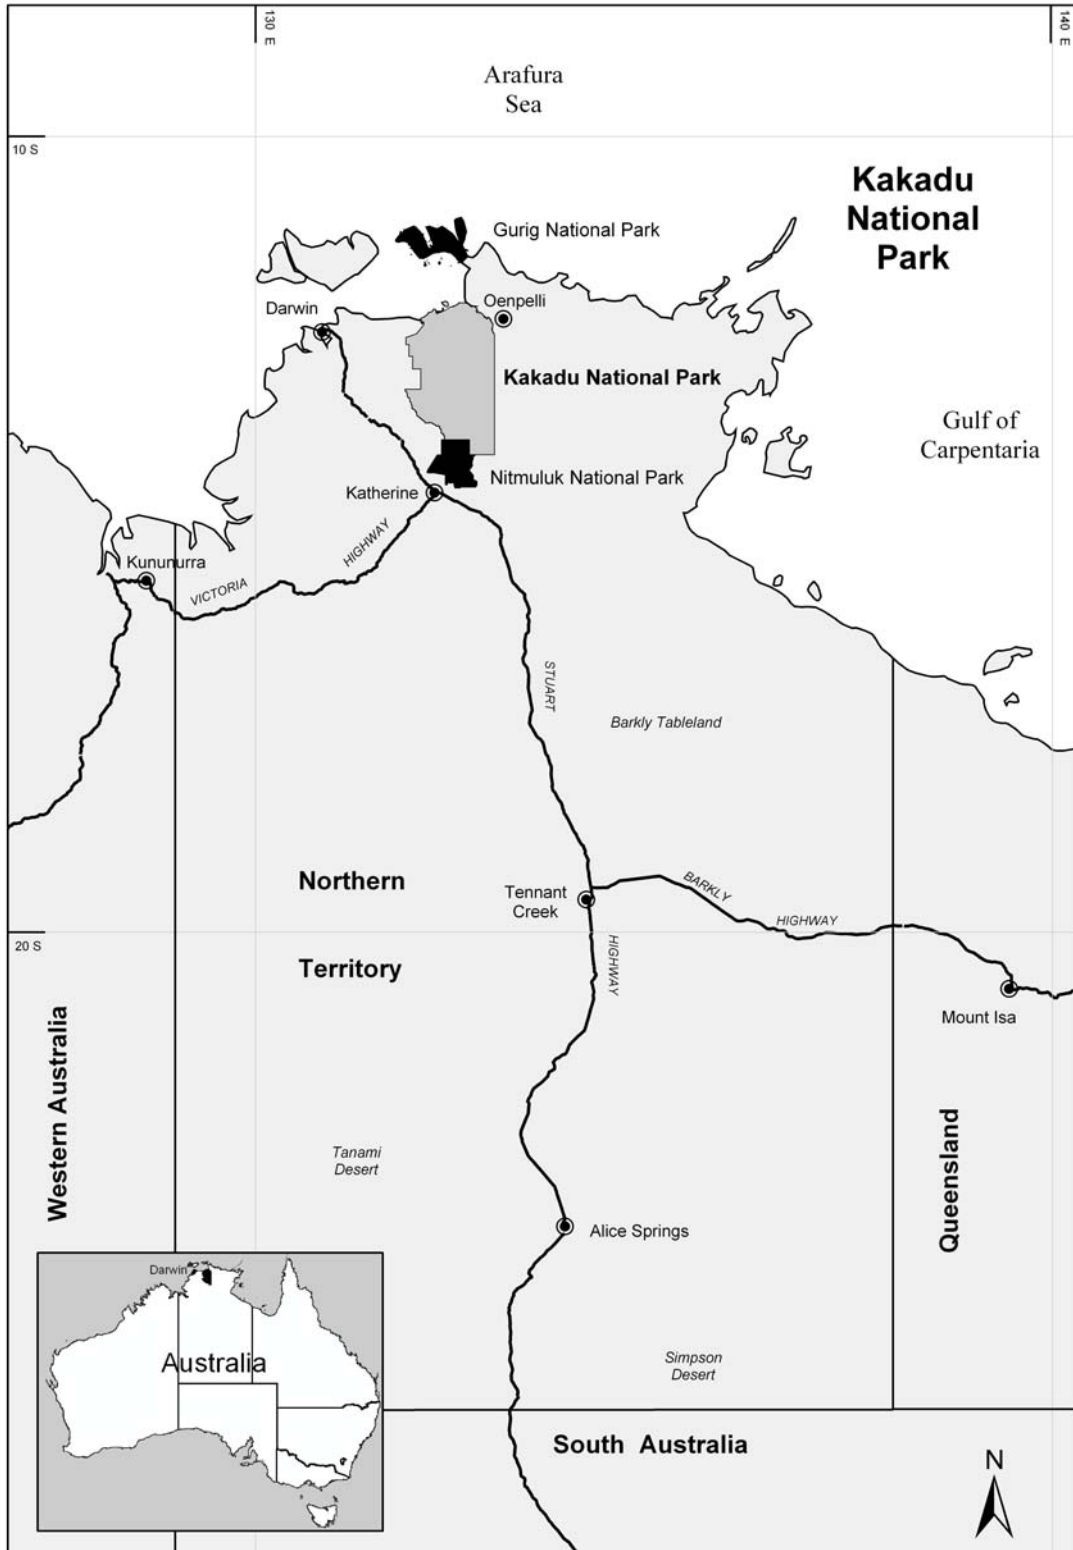 130 E
140 E
Arafura
Sea
10 S
Kakadu
National
Park
Gurig National Park
Oenpelli
Darwin
Kakadu National Park
Gulf of
Carpentaria
Nitmuluk National Park
Katherine
HIGHWAY
Kununurra
VICTORIA
STUART
Barkly Tableland
Northern
Tennant
Creek
BARKLY
HIGHWAY
20 S
Territory
HIGHWAY
Mount Isa
Western Australia
Tanami
Desert
Queensland
Alice Springs
Darwin
Australia
Simpson
Desert
South Australia
N